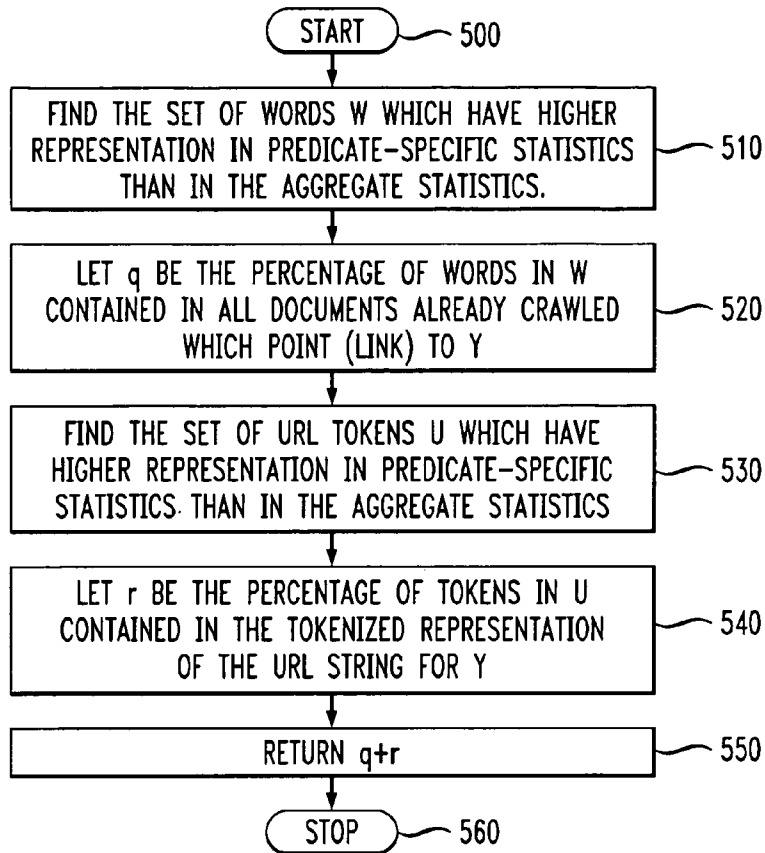 START
500
FIND THE SET OF WORDS W WHICH HAVE HIGHER
REPRESENTATION IN PREDICATE-SPECIFIC STATISTICS
THAN IN THE AGGREGATE STATISTICS.
510
LET q BE THE PERCENTAGE OF WORDS IN W
CONTAINED IN ALL DOCUMENTS ALREADY CRAWLED
WHICH POINT (LINK) TO Y
520
FIND THE SET OF URL TOKENS U WHICH HAVE
HIGHER REPRESENTATION IN PREDICATE-SPECIFIC
STATISTICS THAN IN THE AGGREGATE STATISTICS
530
LET r BE THE PERCENTAGE OF TOKENS IN U
CONTAINED IN THE TOKENIZED REPRESENTATION
OF THE URL STRING FOR Y
540
RETURN q+r
550
STOP
560